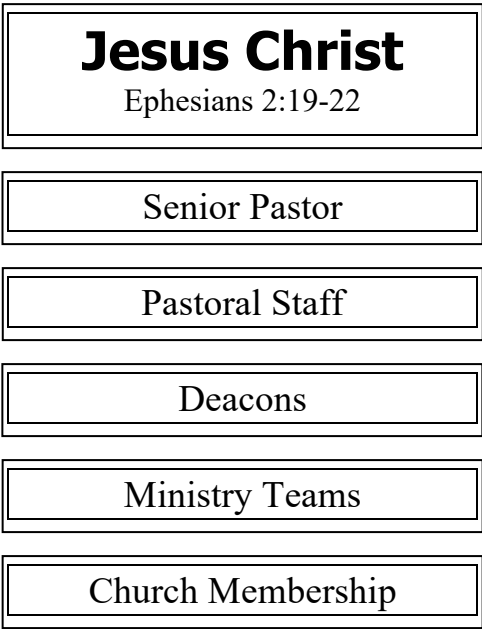 Jesus Christ
Ephesians 2:19-22
Senior Pastor
Pastoral Staff
Deacons
Ministry Teams
Church Membership